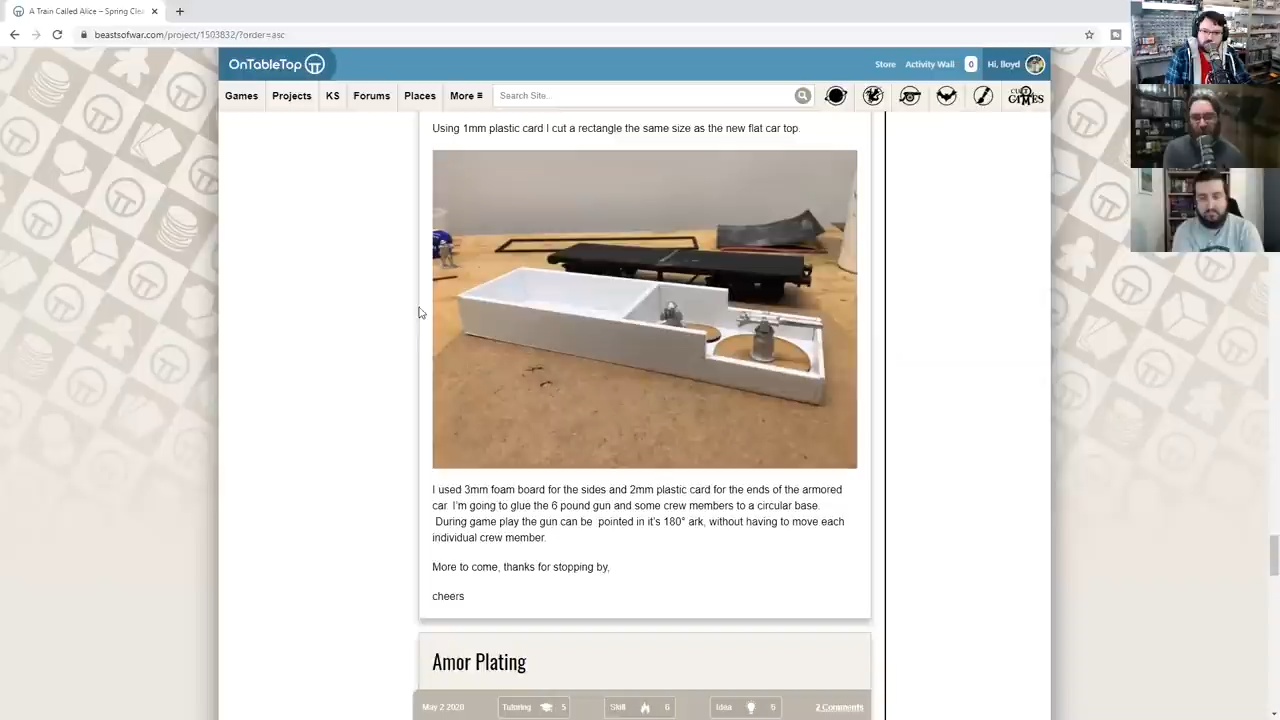 A Train Called Alice – Spring Clea
beastsofwar.com/project/1503832/?order=asc
OnTableTop
Store
Activity Wall
0
Hi, lloyd
Games
Projects
KS
Forums
Places
More
Search Site...
GAMES
Using 1mm plastic card I cut a rectangle the same size as the new flat car top.
I used 3mm foam board for the sides and 2mm plastic card for the ends of the armored
car. I'm going to glue the 6 pound gun and some crew members to a circular base.
During game play the gun can be pointed in it's 180° ark, without having to move each
individual crew member.
More to come, thanks for stopping by,
cheers
Amor Plating
May 2 2020
Tutoring 5
Skill 6
Idea 5
2 Comments